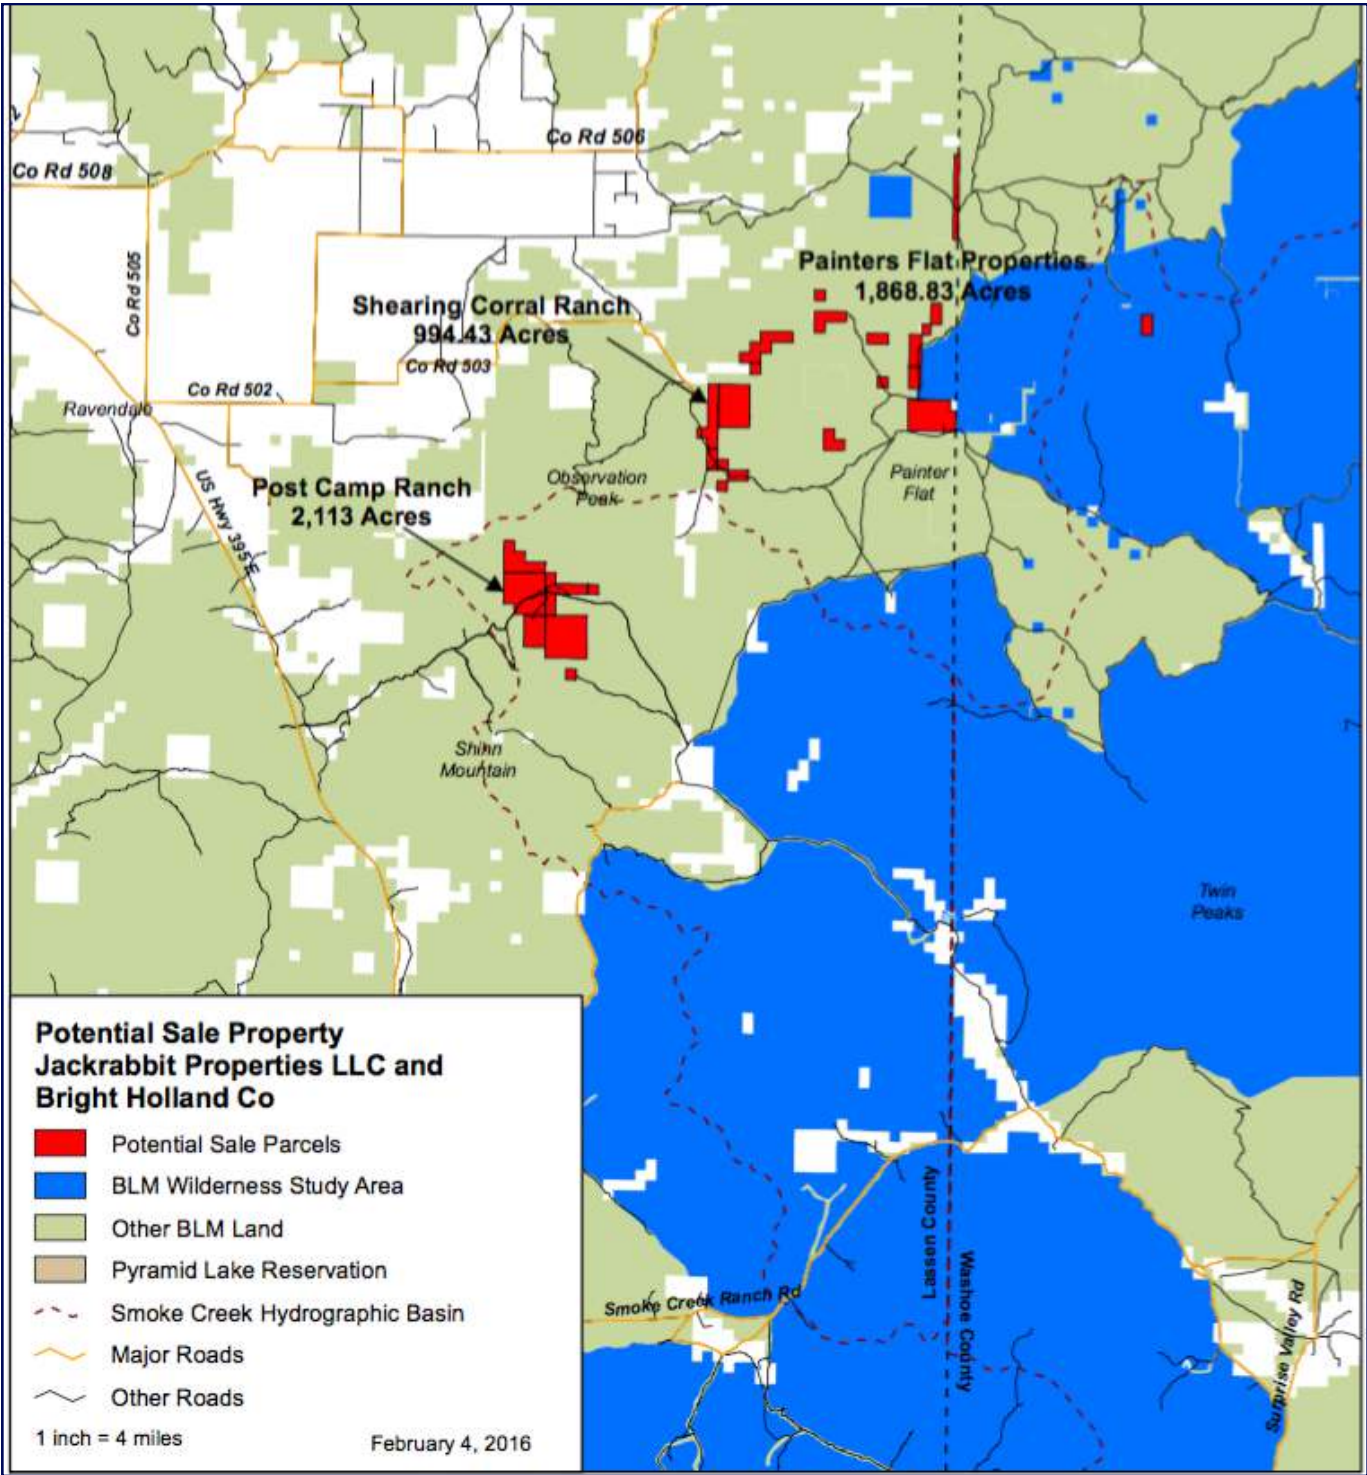 Co Rd 506
Co Rd 508
Co Rd 505
Painters Flat Properties
1,868.83 Acres
Shearing Corral Ranch
994.43 Acres
Co Rd 503
Co Rd 502
Ravendale
Observation
Peak
Painter
Flat
US Hwy 395 E
Post Camp Ranch
2,113 Acres
Shinn
Mountain
Twin
Peaks
Potential Sale Property
Jackrabbit Properties LLC and
Bright Holland Co
Potential Sale Parcels
BLM Wilderness Study Area
Other BLM Land
Pyramid Lake Reservation
Smoke Creek Hydrographic Basin
Major Roads
Other Roads
1 inch = 4 miles
February 4, 2016
Lassen County
Washoe County
Smoke Creek Ranch Rd
Surprise Valley Rd